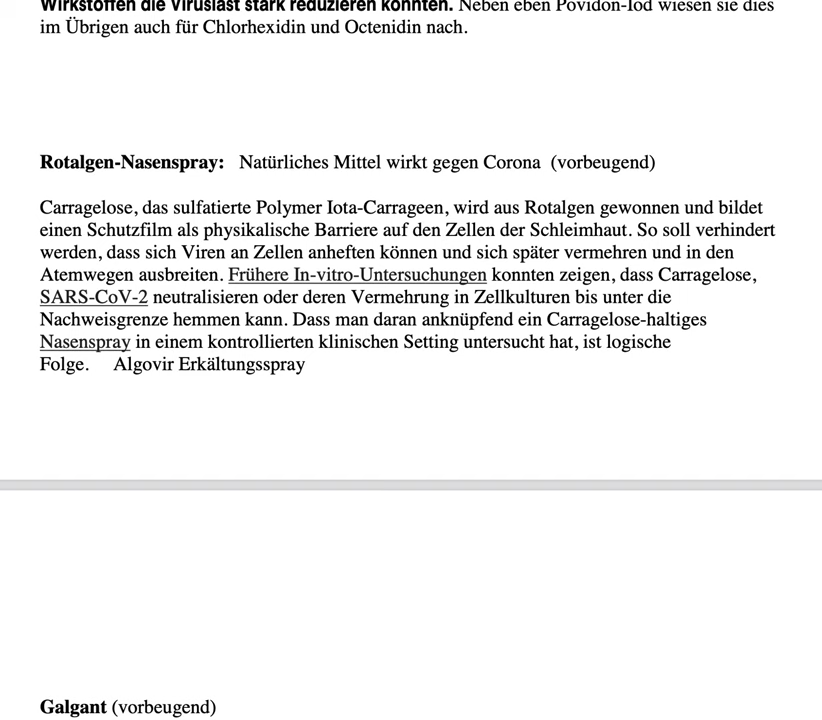 Wirkstoffen die Viruslast stark reduzieren konnten. Neben eben Povidon-Iod wiesen sie dies
im Übrigen auch für Chlorhexidin und Octenidin nach.
Rotalgen-Nasenspray: Natürliches Mittel wirkt gegen Corona (vorbeugend)
Carragelose, das sulfatierte Polymer Iota-Carrageen, wird aus Rotalgen gewonnen und bildet
einen Schutzfilm als physikalische Barriere auf den Zellen der Schleimhaut. So soll verhindert
werden, dass sich Viren an Zellen anheften können und sich später vermehren und in den
Atemwegen ausbreiten. Frühere In-vitro-Untersuchungen konnten zeigen, dass Carragelose,
SARS-CoV-2 neutralisieren oder deren Vermehrung in Zellkulturen bis unter die
Nachweisgrenze hemmen kann. Dass man daran anknüpfend ein Carragelose-haltiges
Nasenspray in einem kontrollierten klinischen Setting untersucht hat, ist logische
Folge. Algovir Erkältungsspray
Galgant (vorbeugend)